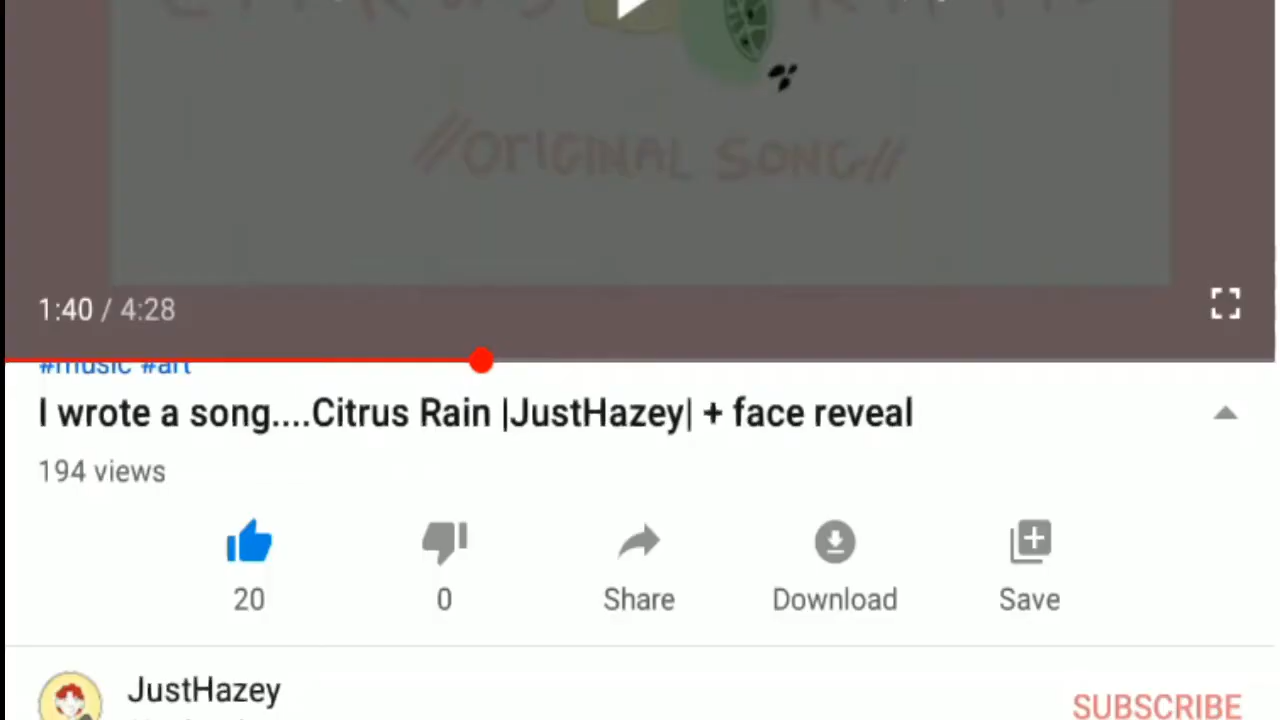 //ORIGINAL SONG//
1:40 / 4:28
#music #art
I wrote a song....Citrus Rain |JustHazey| + face reveal
194 views
20
0
Share
Download
Save
JustHazey
SUBSCRIBE